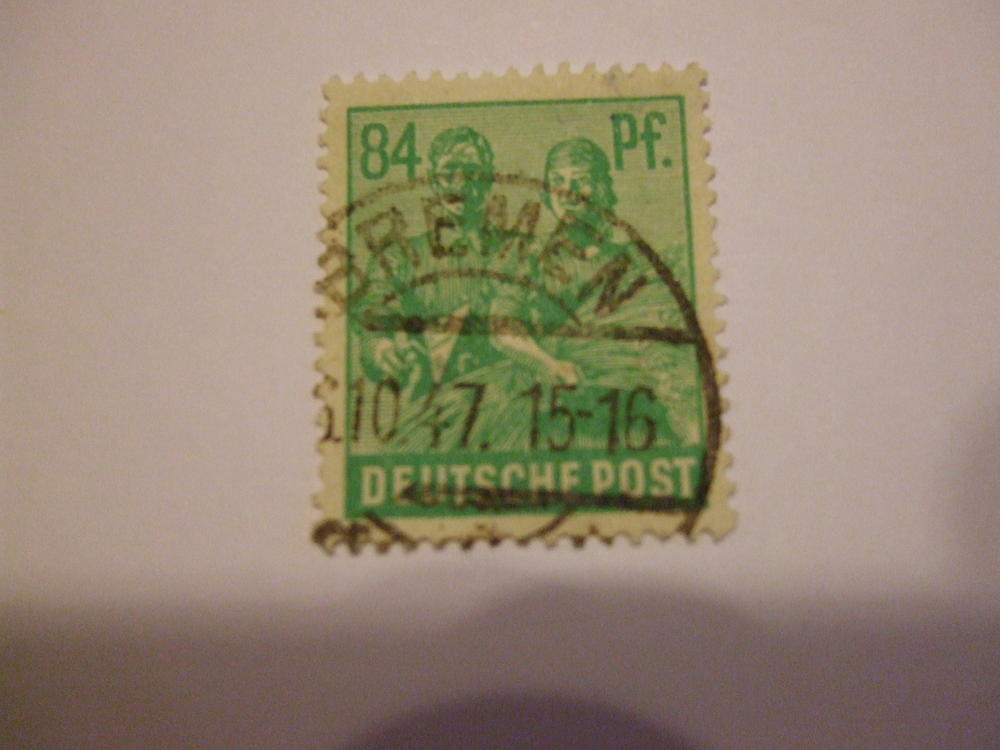 84 Pf.
BREMEN
.10.47. 15-16
DEUTSCHE POST